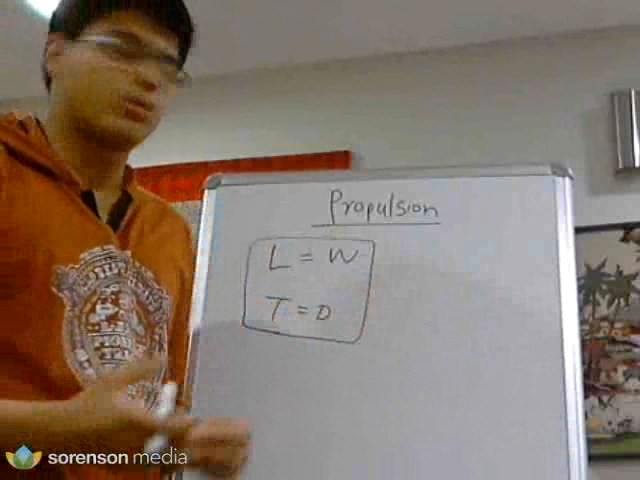 Propulsion
L = W
T = D
sorenson media